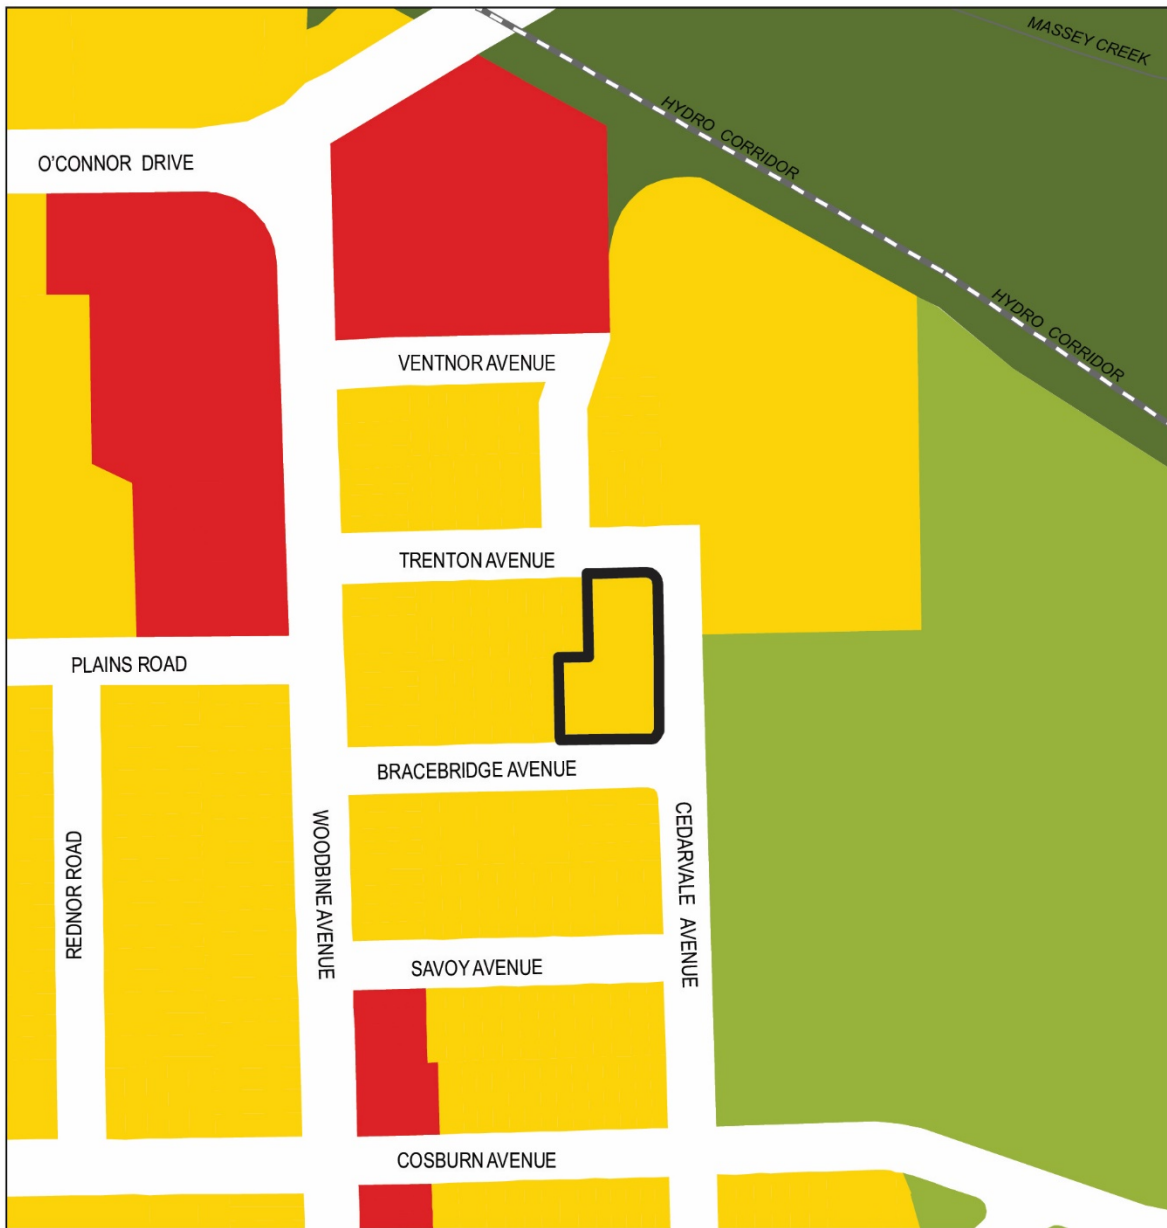 MASSEY CREEK
HYDRO CORRIDOR
O'CONNOR DRIVE
HYDRO CORRIDOR
VENTNOR AVENUE
TRENTON AVENUE
PLAINS ROAD
BRACEBRIDGE AVENUE
REDNOR ROAD
WOODBINE AVENUE
CEDARVALE AVENUE
SAVOY AVENUE
COSBURN AVENUE